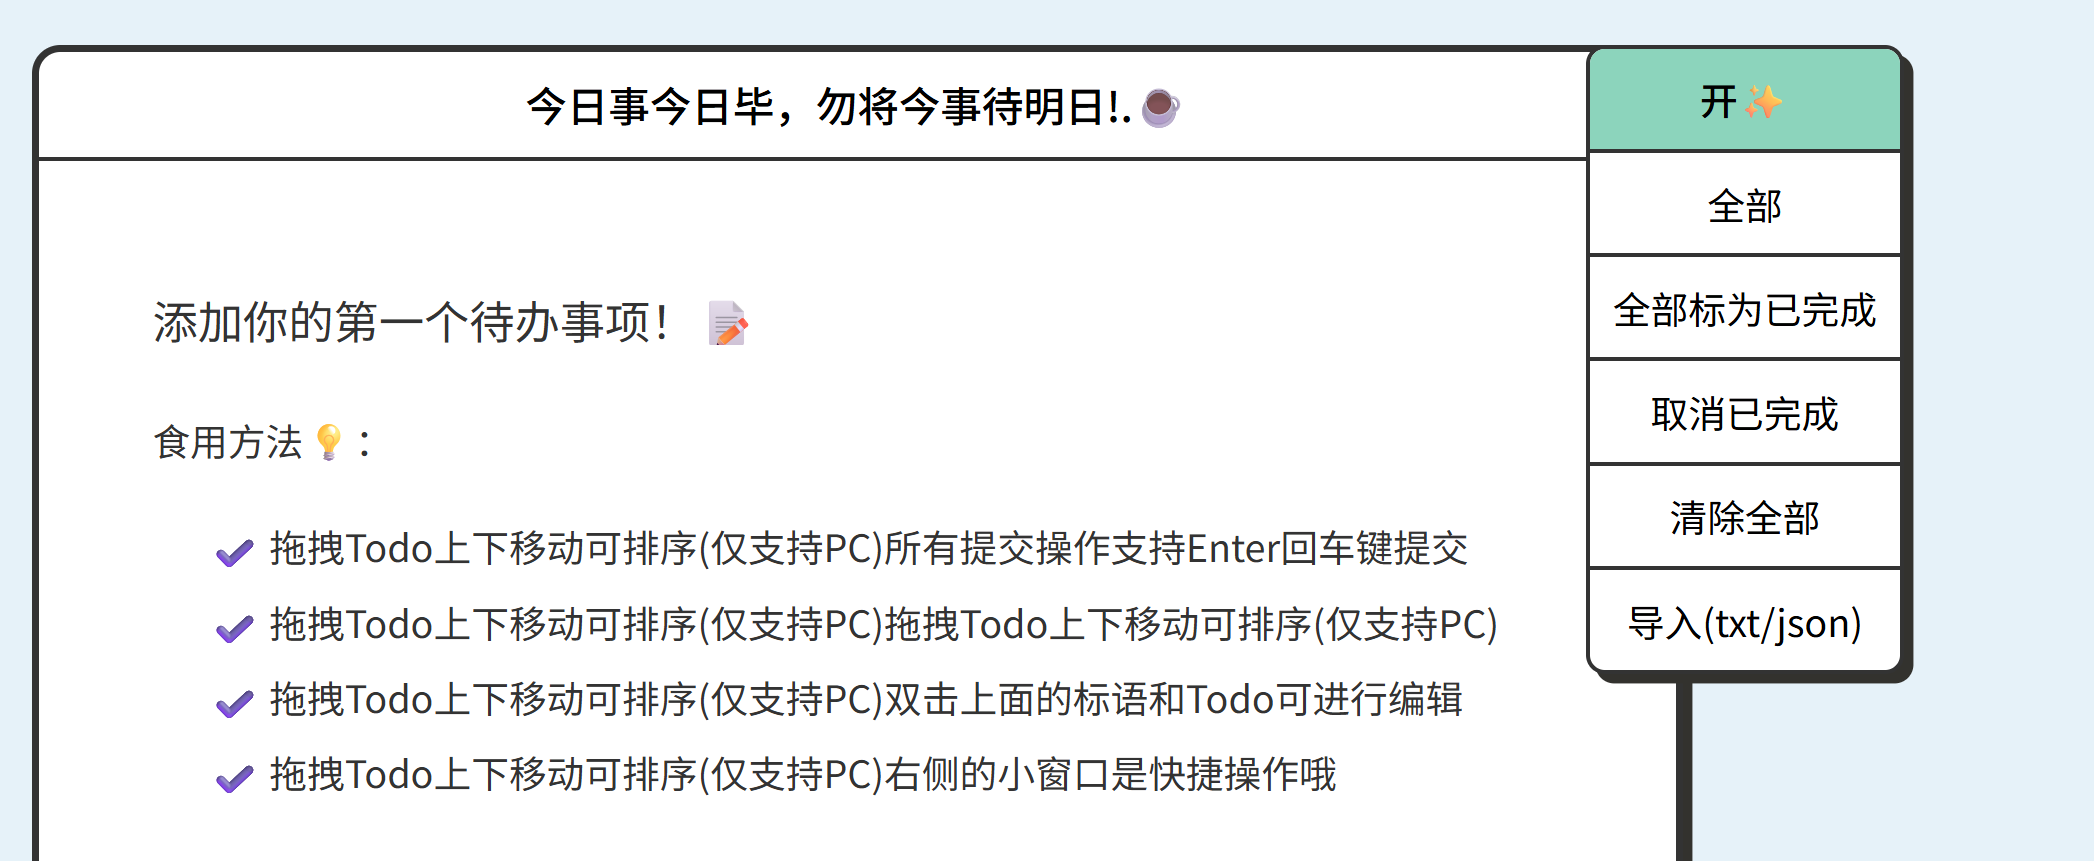 今日事今日毕，勿将今事待明日!.☕
添加你的第一个待办事项！ 📝
食用方法💡：
✔ 拖拽Todo上下移动可排序(仅支持PC)所有提交操作支持Enter回车键提交
✔ 拖拽Todo上下移动可排序(仅支持PC)拖拽Todo上下移动可排序(仅支持PC)
✔ 拖拽Todo上下移动可排序(仅支持PC)双击上面的标语和Todo可进行编辑
✔ 拖拽Todo上下移动可排序(仅支持PC)右侧的小窗口是快捷操作哦
开✨
全部
全部标为已完成
取消已完成
清除全部
导入(txt/json)